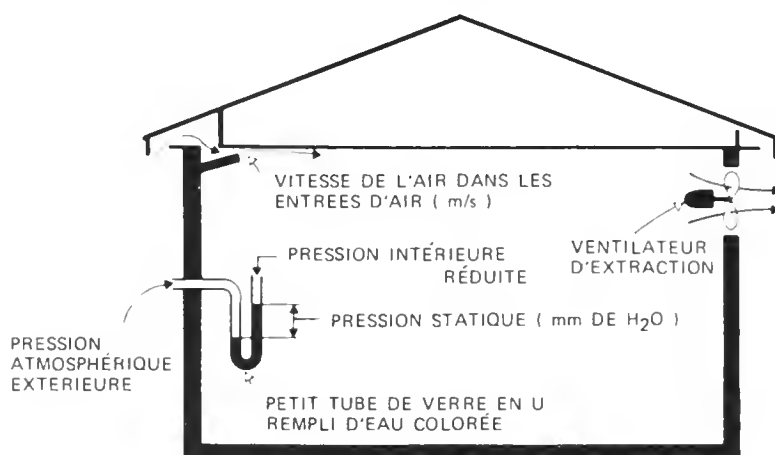 VITESSE DE L'AIR DANS LES
ENTREES D'AIR ( m/s )
VENTILATEUR
D'EXTRACTION
PRESSION INTÉRIEURE
RÉDUITE
PRESSION STATIQUE ( mm DE H₂O )
PRESSION
ATMOSPHÉRIQUE
EXTERIEURE
PETIT TUBE DE VERRE EN U
REMPLI D'EAU COLORÉE